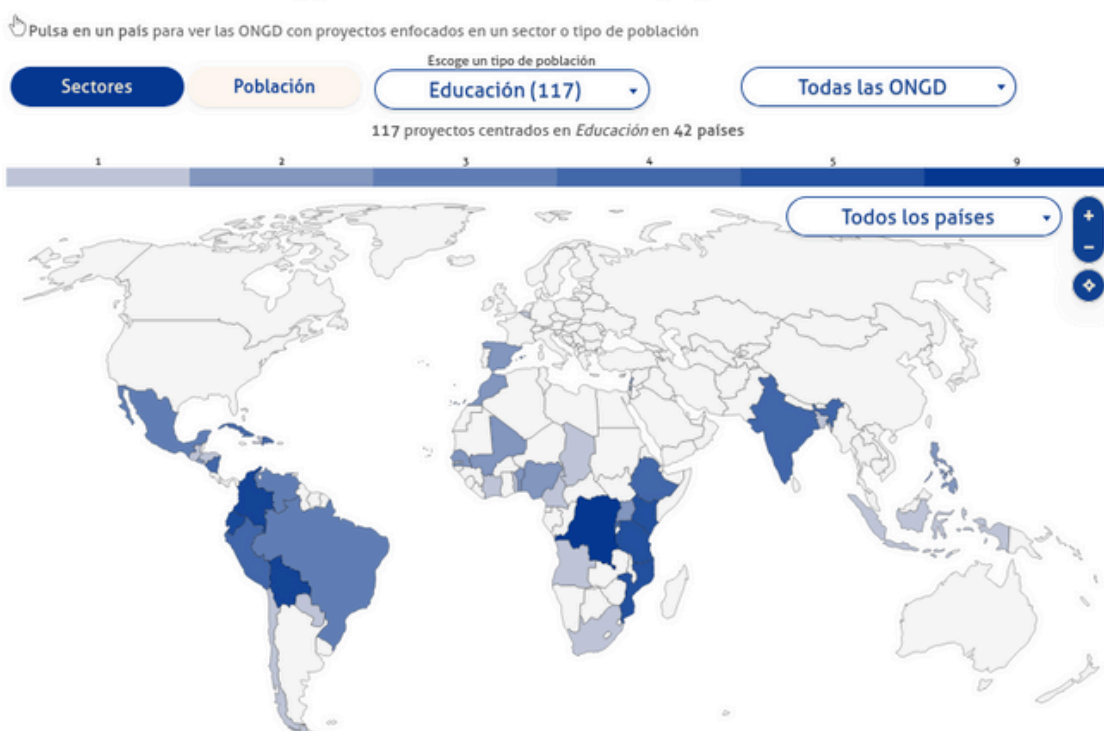 Pulsa en un país para ver las ONGD con proyectos enfocados en un sector o tipo de población
Escoge un tipo de población
Sectores Población Educación (117) Todas las ONGD
117 proyectos centrados en Educación en 42 países
1 2 3 4 5 9
Todos los países
+
−